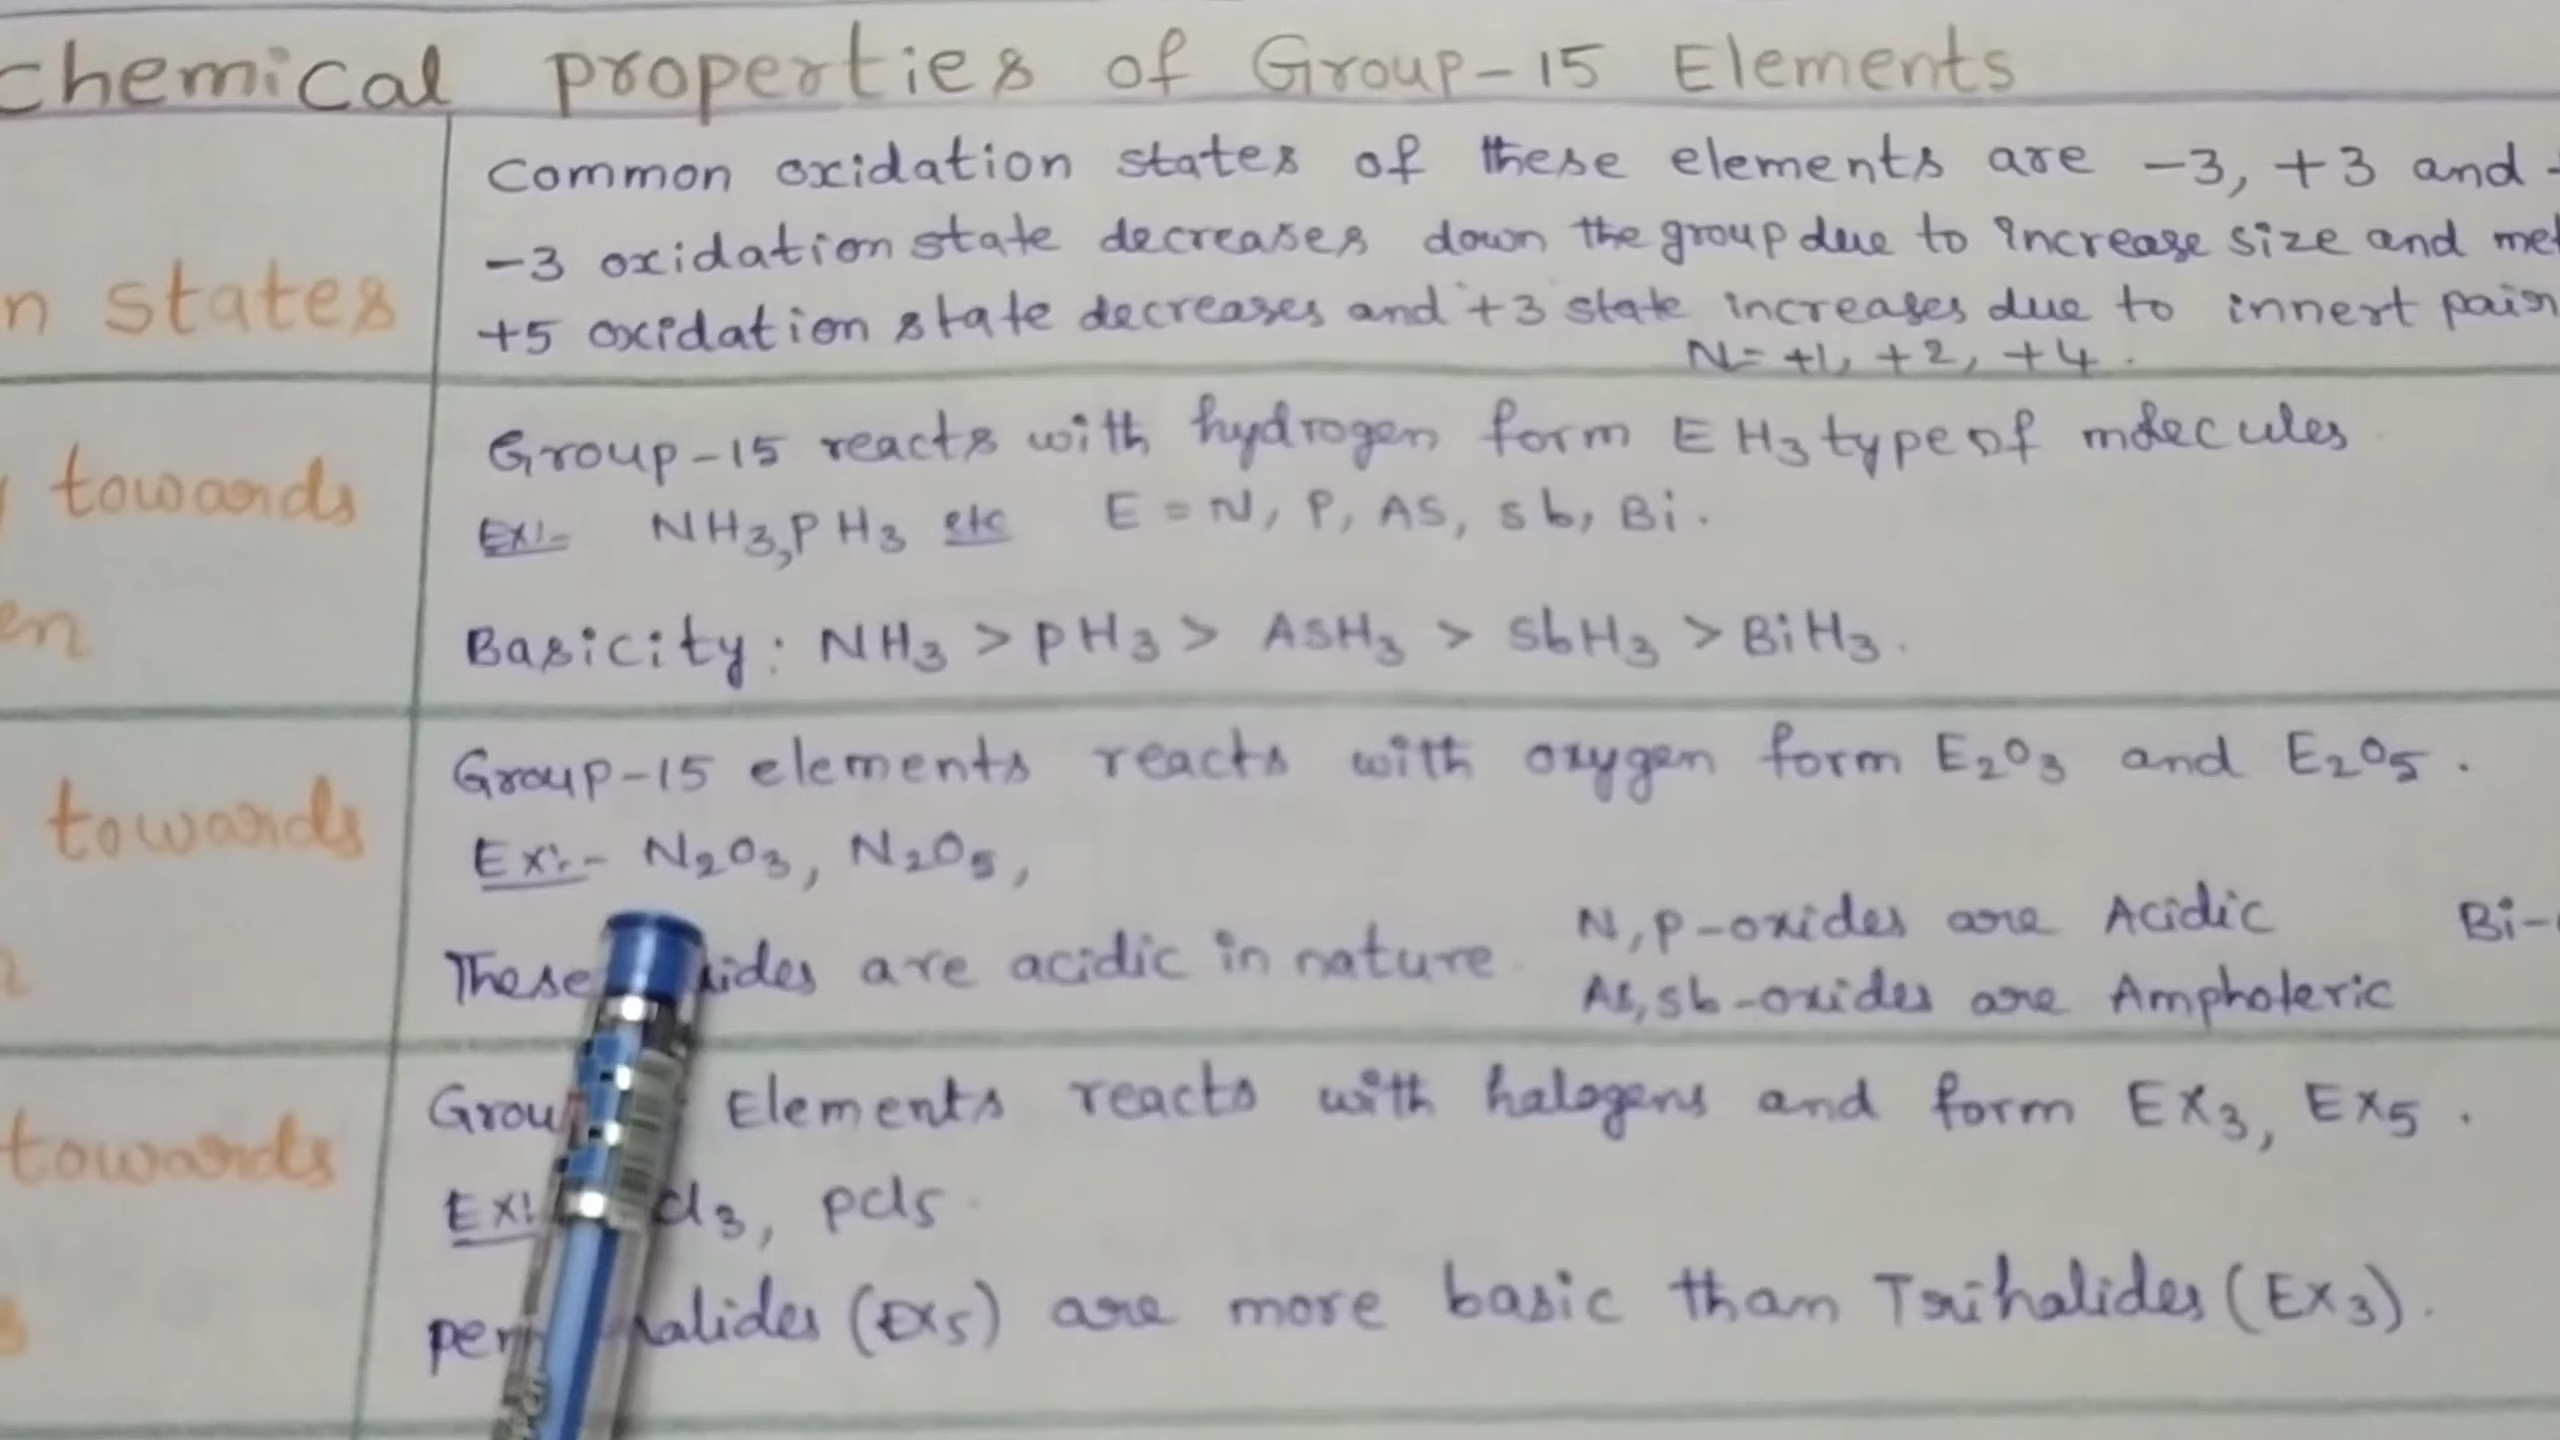 chemical properties of Group-15 Elements
n states
Common oxidation states of these elements are -3, +3 and
-3 oxidation state decreases down the group due to increase size and met
+5 oxidation state decreases and +3 state increases due to innert pair
N= +1, +2, +4.
towards
en
Group-15 reacts with hydrogen form EH3 type of molecules
Ex:- NH3, PH3 etc E = N, P, AS, sb, Bi.
Basicity: NH3 > PH3 > ASH3 > SbH3 > BiH3.
towards
Group-15 elements reacts with oxygen form E2O3 and E2O5.
Ex:- N2O3, N2O5,
These are acidic in nature
N, P-oxides are Acidic Bi-
As, sb-oxides are Amphoteric
towards
Elements reacts with halogens and form EX3, EX5.
Ex: Cl3, pcl5
(EX5) are more basic than Trihalides (EX3).